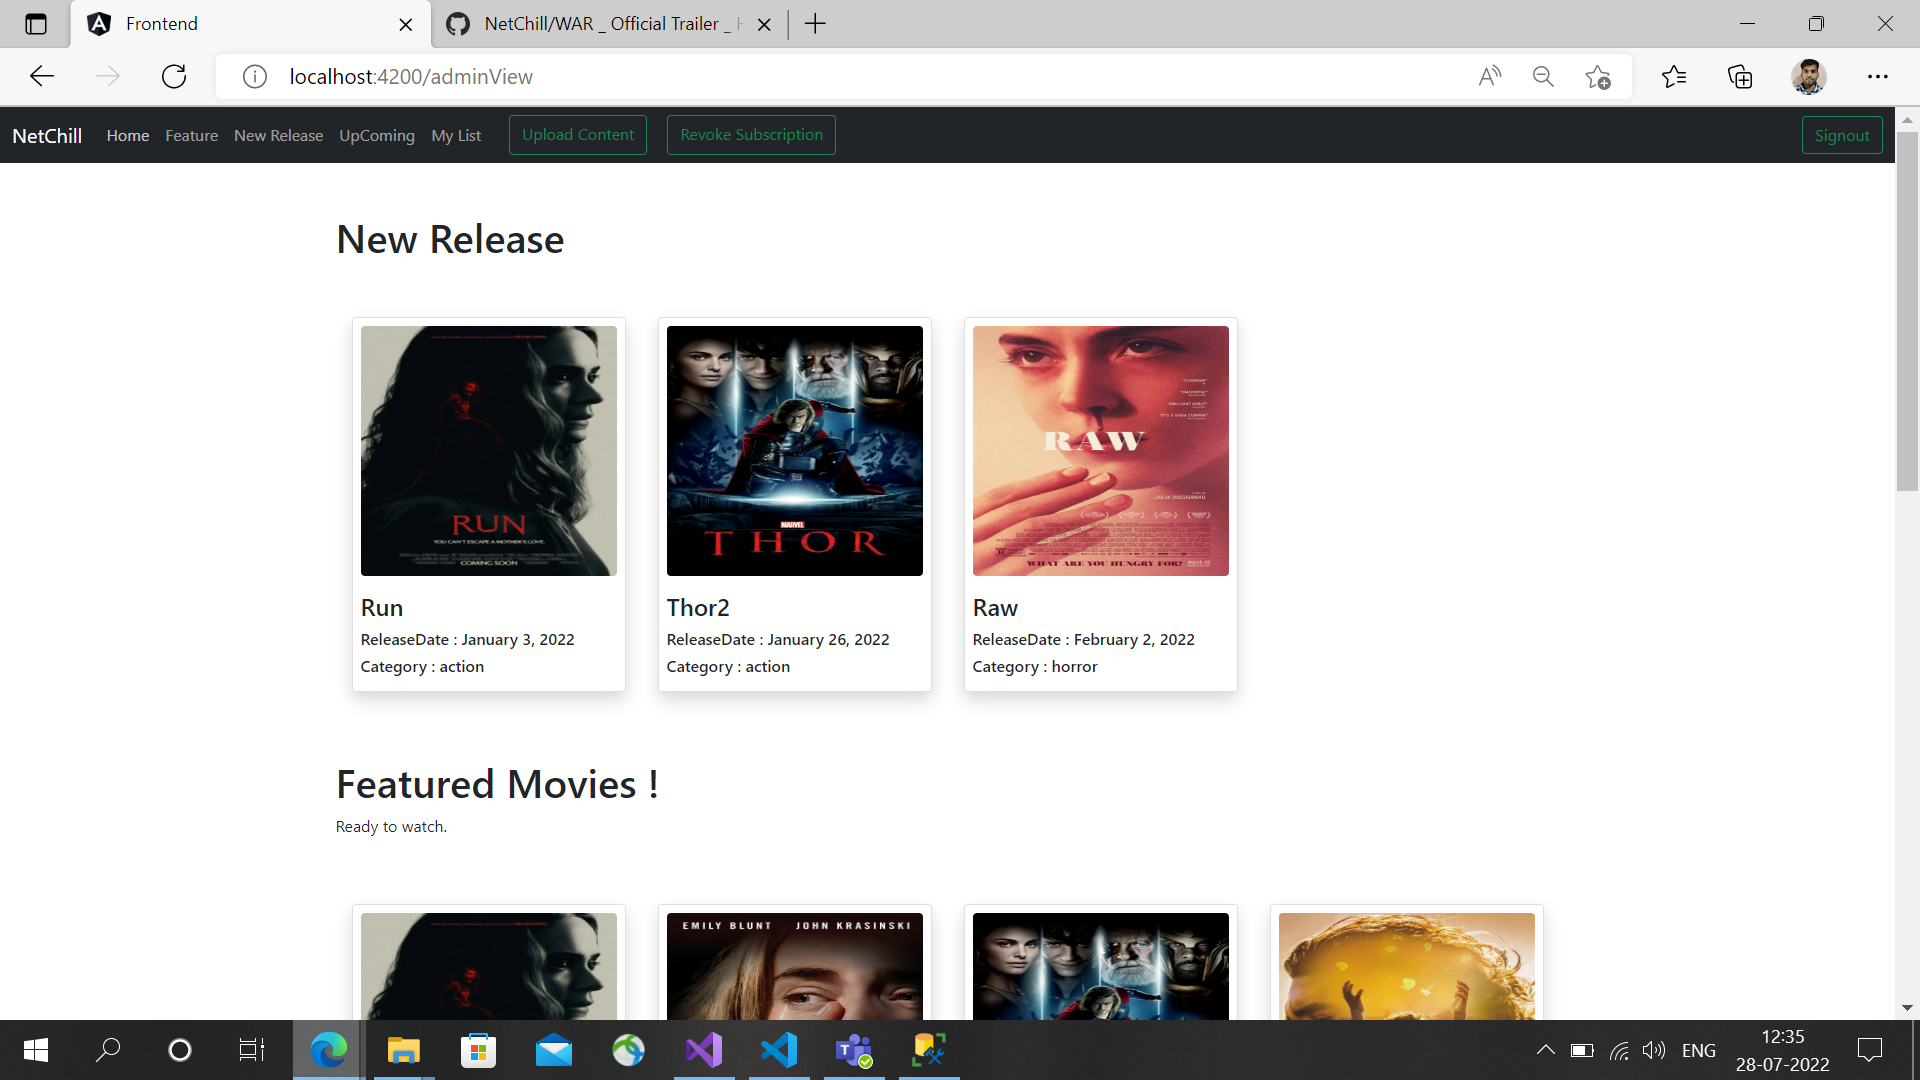 Frontend
NetChill/WAR _ Official Trailer _ H
localhost:4200/adminView
NetChill Home Feature New Release UpComing My List Upload Content Revoke Subscription Signout
New Release
RUN
YOU CAN'T ESCAPE A MOTHER'S LOVE.
COMING SOON
Run
ReleaseDate : January 3, 2022
Category : action
MARVEL
THOR
Thor2
ReleaseDate : January 26, 2022
Category : action
RAW
JULIA DUCOURNAU
WHAT ARE YOU HUNGRY FOR?
Raw
ReleaseDate : February 2, 2022
Category : horror
Featured Movies !
Ready to watch.
EMILY BLUNT JOHN KRASINSKI
ENG
12:35
28-07-2022